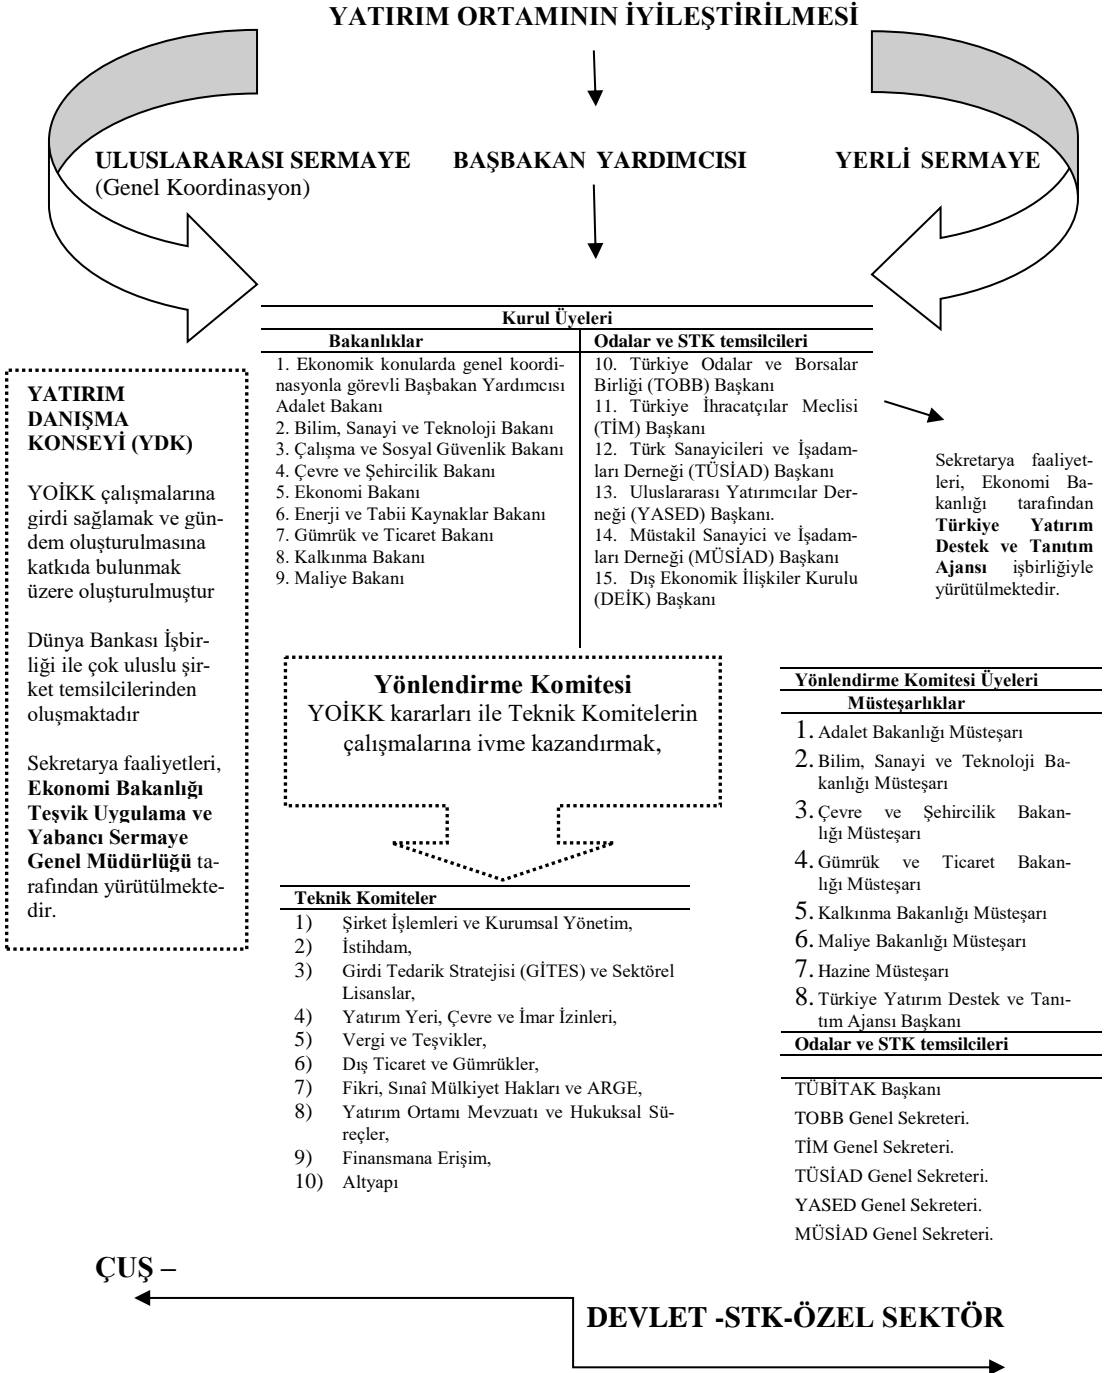 YATIRIM ORTAMININ İYİLEŞTİRİLMESİ
ULUSLARARASI SERMAYE
(Genel Koordinasyon)
BAŞBAKAN YARDIMCISI
YERLİ SERMAYE
Kurul Üyeleri
Bakanlıklar
1. Ekonomik konularda genel koordi-
nasyonla görevli Başbakan Yardımcısı
Adalet Bakanı
2. Bilim, Sanayi ve Teknoloji Bakanı
3. Çalışma ve Sosyal Güvenlik Bakanı
4. Çevre ve Şehircilik Bakanı
5. Ekonomi Bakanı
6. Enerji ve Tabii Kaynaklar Bakanı
7. Gümrük ve Ticaret Bakanı
8. Kalkınma Bakanı
9. Maliye Bakanı
Odalar ve STK temsilcileri
10. Türkiye Odalar ve Borsalar
Birliği (TOBB) Başkanı
11. Türkiye İhracatçılar Meclisi
(TİM) Başkanı
12. Türk Sanayicileri ve İşadam-
ları Derneği (TÜSİAD) Başkanı
13. Uluslararası Yatırımcılar Der-
neği (YASED) Başkanı.
14. Müstakil Sanayici ve İşadam-
ları Derneği (MÜSİAD) Başkanı
15. Dış Ekonomik İlişkiler Kurulu
(DEİK) Başkanı
YATIRIM
DANIŞMA
KONSEYİ (YDK)
YOİKK çalışmalarına
girdi sağlamak ve gün-
dem oluşturulmasına
katkıda bulunmak
üzere oluşturulmuştur
Dünya Bankası İşbir-
liği ile çok uluslu şir-
ket temsilcilerinden
oluşmaktadır
Sekretarya faaliyetleri,
Ekonomi Bakanlığı
Teşvik Uygulama ve
Yabancı Sermaye
Genel Müdürlüğü ta-
rafından yürütülmekte-
dir.
Sekretarya faaliyet-
leri, Ekonomi Ba-
kanlığı tarafından
Türkiye Yatırım
Destek ve Tanıtım
Ajansı işbirliğiyle
yürütülmektedir.
Yönlendirme Komitesi
YOİKK kararları ile Teknik Komitelerin
çalışmalarına ivme kazandırmak,
Teknik Komiteler
1) Şirket İşlemleri ve Kurumsal Yönetim,
2) İstihdam,
3) Girdi Tedarik Stratejisi (GİTES) ve Sektörel
Lisanslar,
4) Yatırım Yeri, Çevre ve İmar İzinleri,
5) Vergi ve Teşvikler,
6) Dış Ticaret ve Gümrükler,
7) Fikri, Sınaî Mülkiyet Hakları ve ARGE,
8) Yatırım Ortamı Mevzuatı ve Hukuksal Sü-
reçler,
9) Finansmana Erişim,
10) Altyapı
Yönlendirme Komitesi Üyeleri
Müsteşarlıklar
1. Adalet Bakanlığı Müsteşarı
2. Bilim, Sanayi ve Teknoloji Ba-
kanlığı Müsteşarı
3. Çevre ve Şehircilik Bakan-
lığı Müsteşarı
4. Gümrük ve Ticaret Bakan-
lığı Müsteşarı
5. Kalkınma Bakanlığı Müsteşarı
6. Maliye Bakanlığı Müsteşarı
7. Hazine Müsteşarı
8. Türkiye Yatırım Destek ve Tanı-
tım Ajansı Başkanı
Odalar ve STK temsilcileri
TÜBİTAK Başkanı
TOBB Genel Sekreteri.
TİM Genel Sekreteri.
TÜSİAD Genel Sekreteri.
YASED Genel Sekreteri.
MÜSİAD Genel Sekreteri.
ÇUŞ –
DEVLET -STK-ÖZEL SEKTÖR